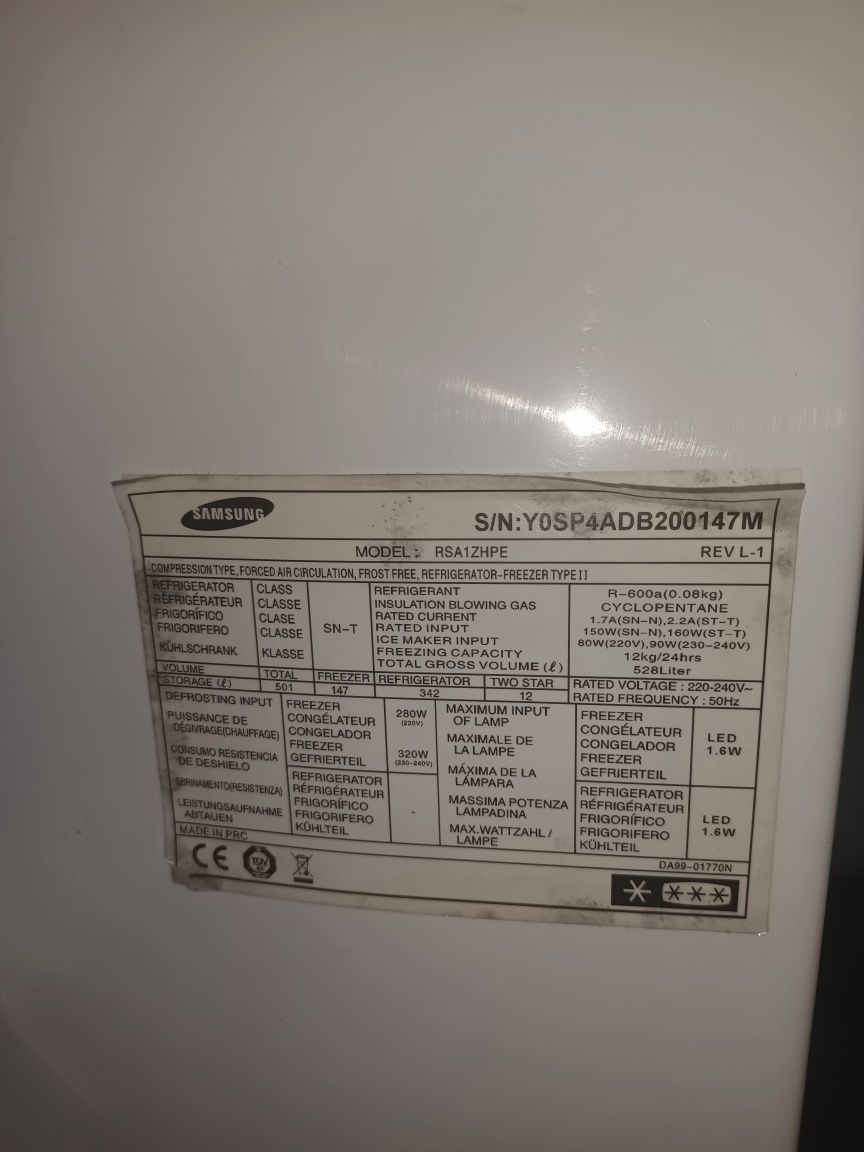 SAMSUNG
S/N:Y0SP4ADB200147M
MODEL : RSA1ZHPE REV L-1
COMPRESSION TYPE, FORCED AIR CIRCULATION, FROST FREE, REFRIGERATOR-FREEZER TYPE II
REFRIGERATOR CLASS
RÉFRIGÉRATEUR CLASSE
FRIGORÍFICO CLASE
FRIGORIFERO CLASSE
KÜHLSCHRANK KLASSE
SN-T
REFRIGERANT R-600a(0.08kg)
INSULATION BLOWING GAS CYCLOPENTANE
RATED CURRENT 1.7A(SN-N),2.2A(ST-T)
RATED INPUT 150W(SN-N),160W(ST-T)
ICE MAKER INPUT 80W(220V),90W(230-240V)
FREEZING CAPACITY 12kg/24hrs
TOTAL GROSS VOLUME (ℓ) 528Liter
VOLUME TOTAL FREEZER REFRIGERATOR TWO STAR
STORAGE (ℓ) 501 147 342 12
RATED VOLTAGE : 220-240V~
RATED FREQUENCY : 50Hz
DEFROSTING INPUT
PUISSANCE DE
DÉGIVRAGE(CHAUFFAGE)
CONSUMO RESISTENCIA
DE DESHIELO
SBRINAMENTO(RESISTENZA)
LEISTUNGSAUFNAHME
ABTAUEN
FREEZER
CONGÉLATEUR
CONGELADOR
FREEZER
GEFRIERTEIL
280W
(220V)
320W
(230-240V)
REFRIGERATOR
RÉFRIGÉRATEUR
FRIGORÍFICO
FRIGORIFERO
KÜHLTEIL
-
MAXIMUM INPUT
OF LAMP
MAXIMALE DE
LA LAMPE
MÁXIMA DE LA
LÁMPARA
MASSIMA POTENZA
LAMPADINA
MAX.WATTZAHL /
LAMPE
FREEZER
CONGÉLATEUR
CONGELADOR
FREEZER
GEFRIERTEIL
LED
1.6W
REFRIGERATOR
RÉFRIGÉRATEUR
FRIGORÍFICO
FRIGORIFERO
KÜHLTEIL
LED
1.6W
MADE IN PRC
DA99-01770N
CE TÜV